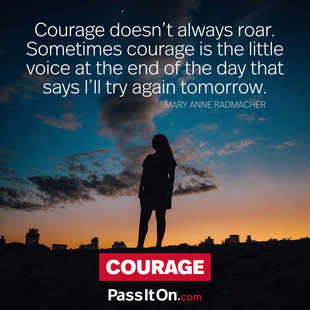 Courage doesn't always roar.
Sometimes courage is the little
voice at the end of the day that
says I'll try again tomorrow.
MARY ANNE RADMACHER
COURAGE
PassItOn.com